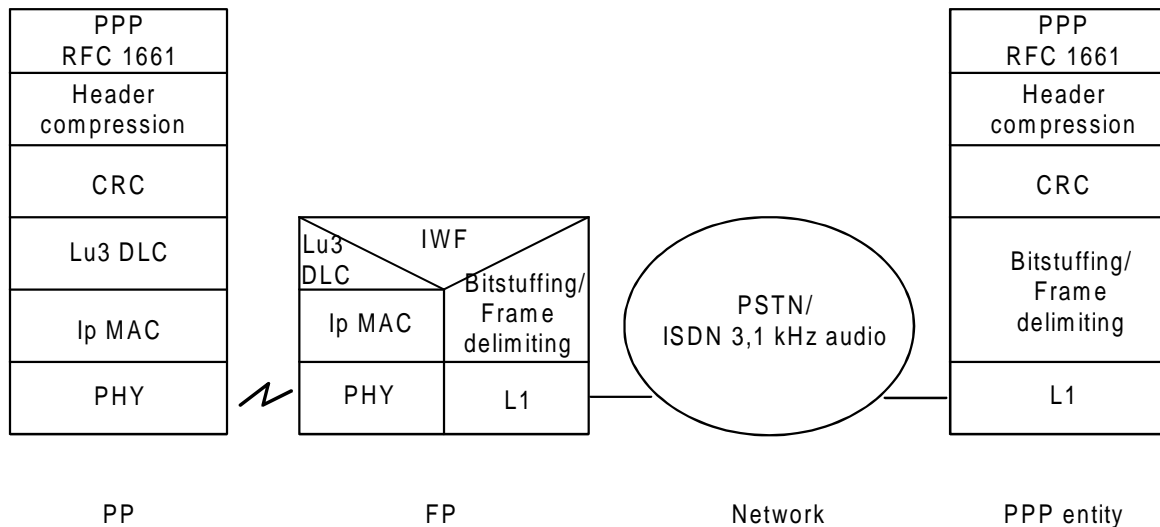 PPP
RFC 1661
Header
compression
CRC
Lu3 DLC
Ip MAC
PHY
Lu3
DLC
IWF
Bitstuffing/
Frame
delimiting
Ip MAC
PHY
L1
PSTN/
ISDN 3,1 kHz audio
PPP
RFC 1661
Header
compression
CRC
Bitstuffing/
Frame
delimiting
L1
PP
FP
Network
PPP entity